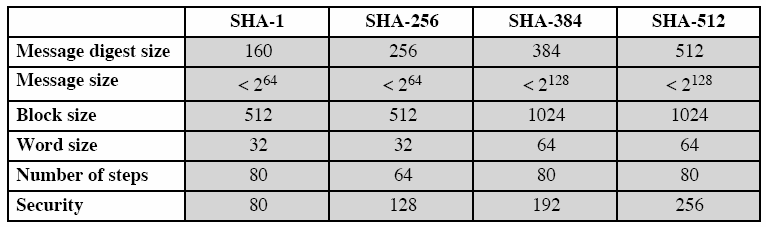 SHA-1 SHA-256 SHA-384 SHA-512
Message digest size 160 256 384 512
Message size < 2^64 < 2^64 < 2^128 < 2^128
Block size 512 512 1024 1024
Word size 32 32 64 64
Number of steps 80 64 80 80
Security 80 128 192 256